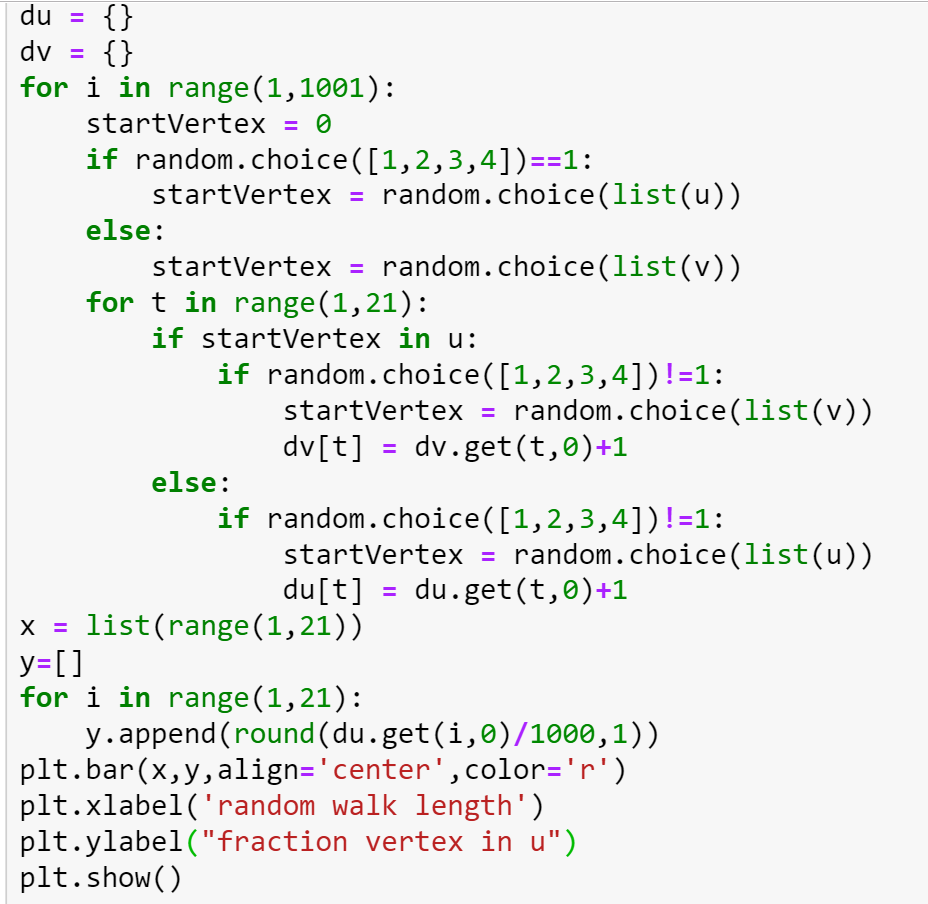 du = {}
dv = {}
for i in range(1,1001):
    startVertex = 0
    if random.choice([1,2,3,4])==1:
        startVertex = random.choice(list(u))
    else:
        startVertex = random.choice(list(v))
    for t in range(1,21):
        if startVertex in u:
            if random.choice([1,2,3,4])!=1:
                startVertex = random.choice(list(v))
                dv[t] = dv.get(t,0)+1
        else:
            if random.choice([1,2,3,4])!=1:
                startVertex = random.choice(list(u))
                du[t] = du.get(t,0)+1
x = list(range(1,21))
y=[]
for i in range(1,21):
    y.append(round(du.get(i,0)/1000,1))
plt.bar(x,y,align='center',color='r')
plt.xlabel('random walk length')
plt.ylabel("fraction vertex in u")
plt.show()